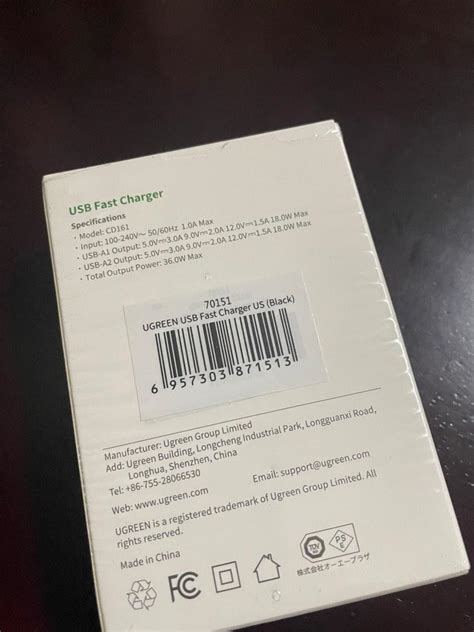 USB Fast Charger
Specifications
· Model: CD161
· Input: 100-240V~ 50/60Hz 1.0A Max
· USB-A1 Output: 5.0V⎓3.0A 9.0V⎓2.0A 12.0V⎓1.5A 18.0W Max
· USB-A2 Output: 5.0V⎓3.0A 9.0V⎓2.0A 12.0V⎓1.5A 18.0W Max
· Total Output Power: 36.0W Max
70151
UGREEN USB Fast Charger US (Black)
6 957303 871513
Manufacturer: Ugreen Group Limited
Add: Ugreen Building, Longcheng Industrial Park, Longguanxi Road,
Longhua, Shenzhen, China
Tel: +86-755-28066530
Email: support@ugreen.com
Web: www.ugreen.com
UGREEN is a registered trademark of Ugreen Group Limited. All
rights reserved.
Made in China
FC
TÜV
PS
E
株式会社オーエープラザ